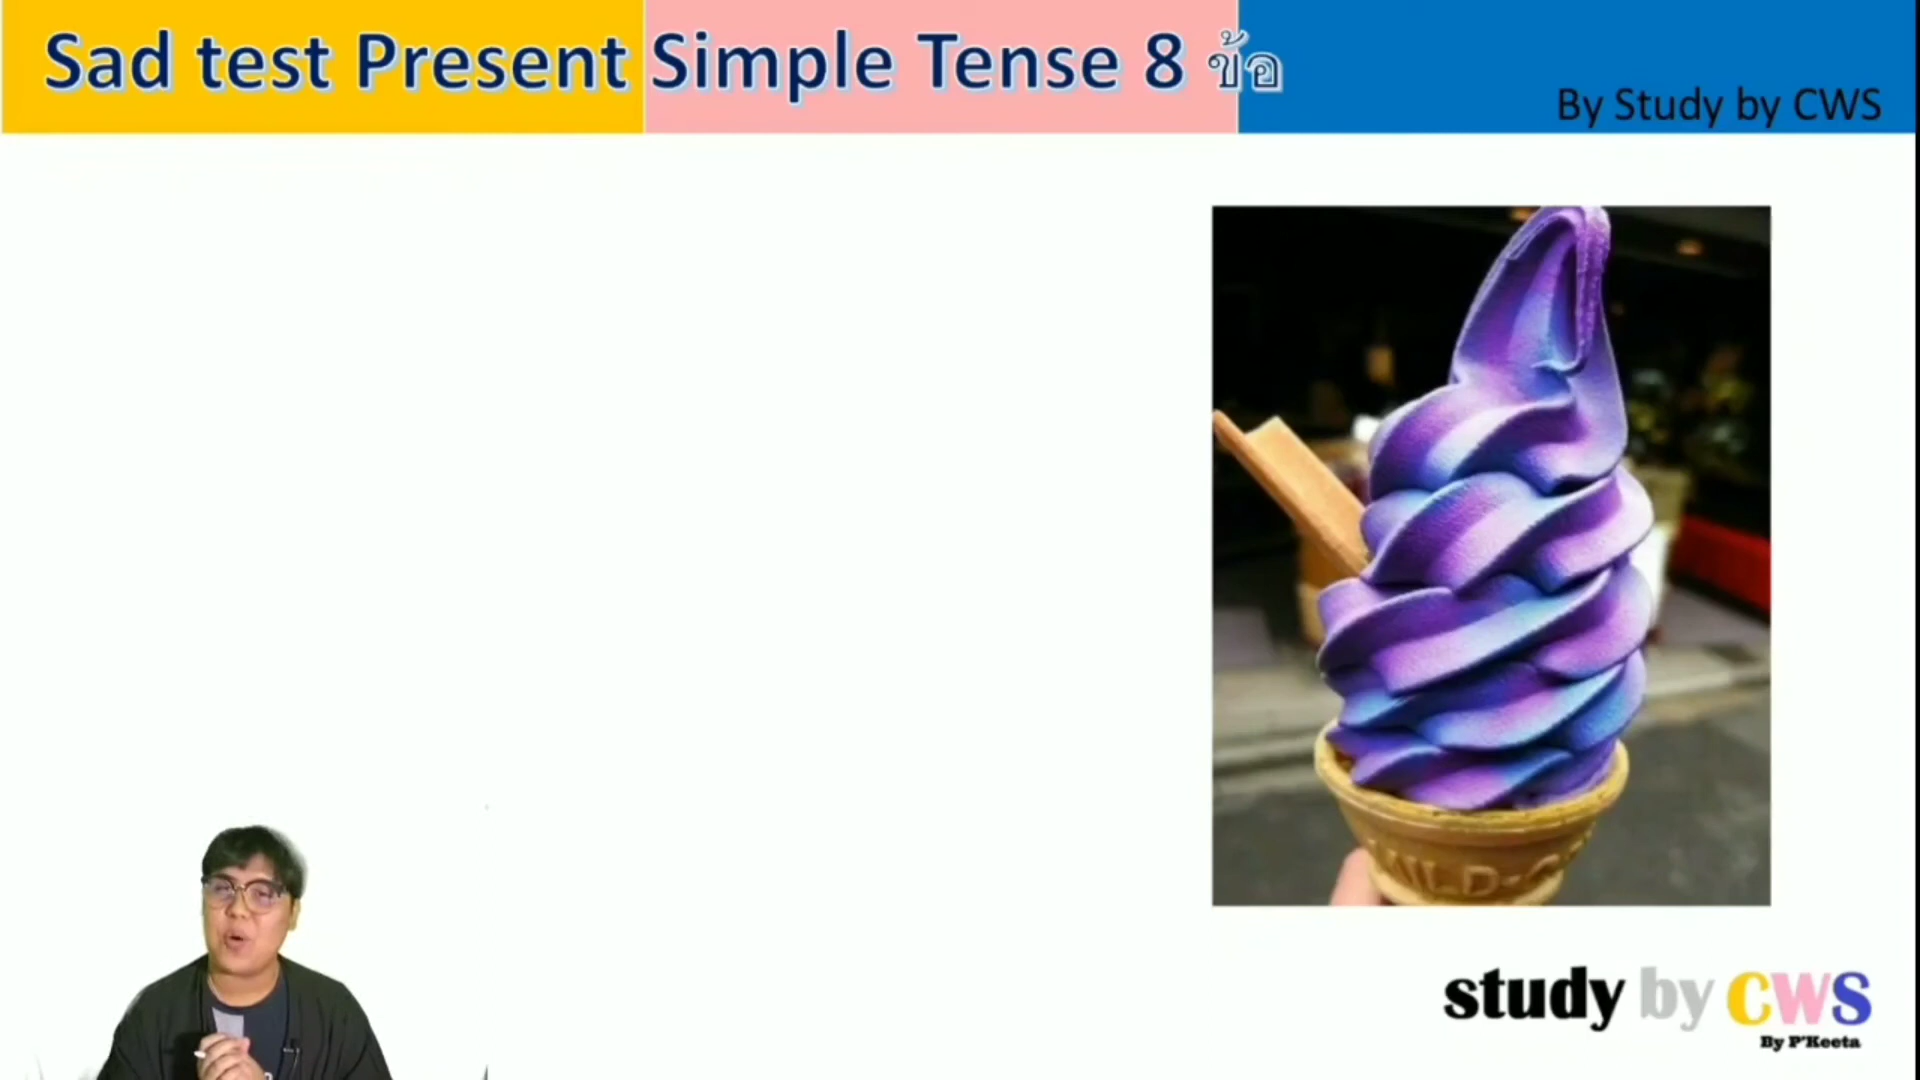 Sad test Present Simple Tense 8 ข้อ
By Study by CWS
study by CWS
By P'Keeta